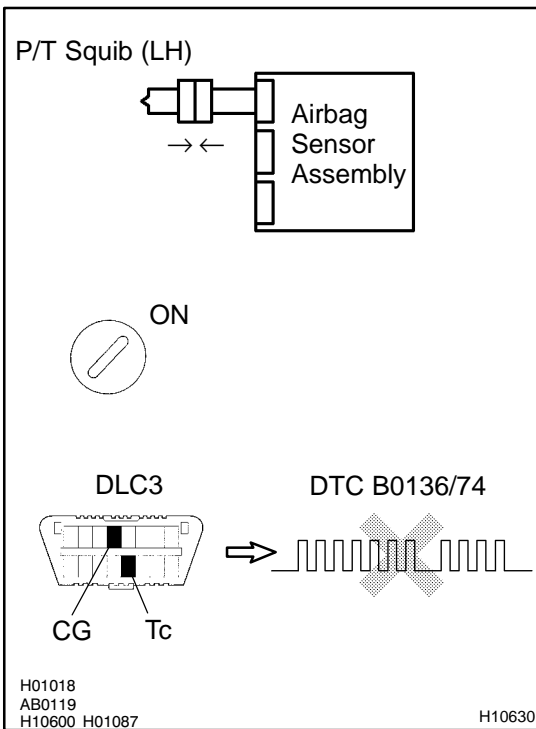 P/T Squib (LH)
Airbag
Sensor
Assembly
ON
DLC3
DTC B0136/74
CG
Tc
H01018
AB0119
H10600 H01087
H10630